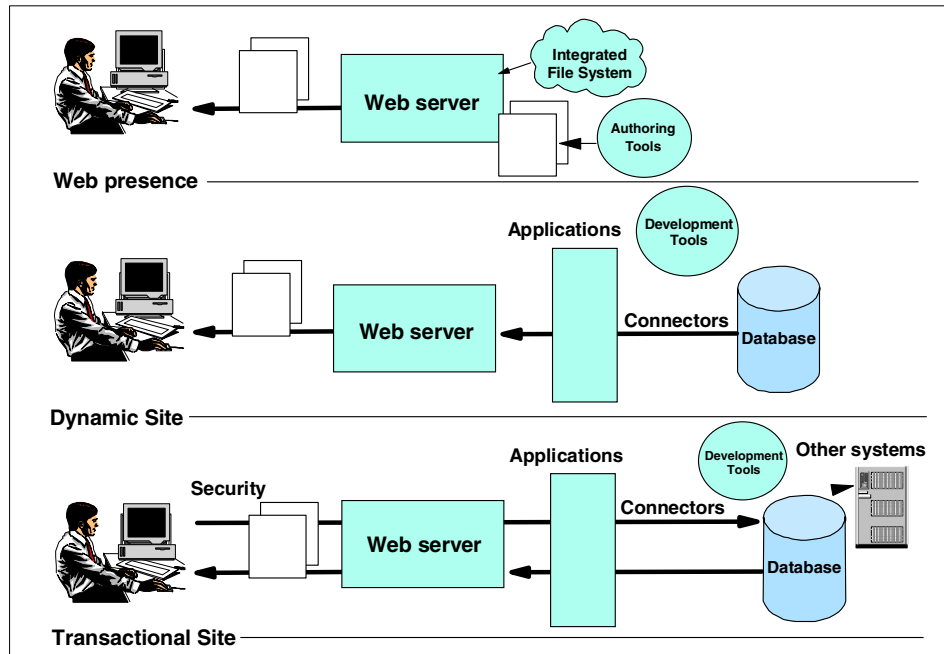 Integrated
File System
Web server
Authoring
Tools
Web presence
Applications
Development
Tools
Connectors
Web server
Database
Dynamic Site
Applications
Development
Tools
Other systems
Security
Connectors
Web server
Database
Transactional Site